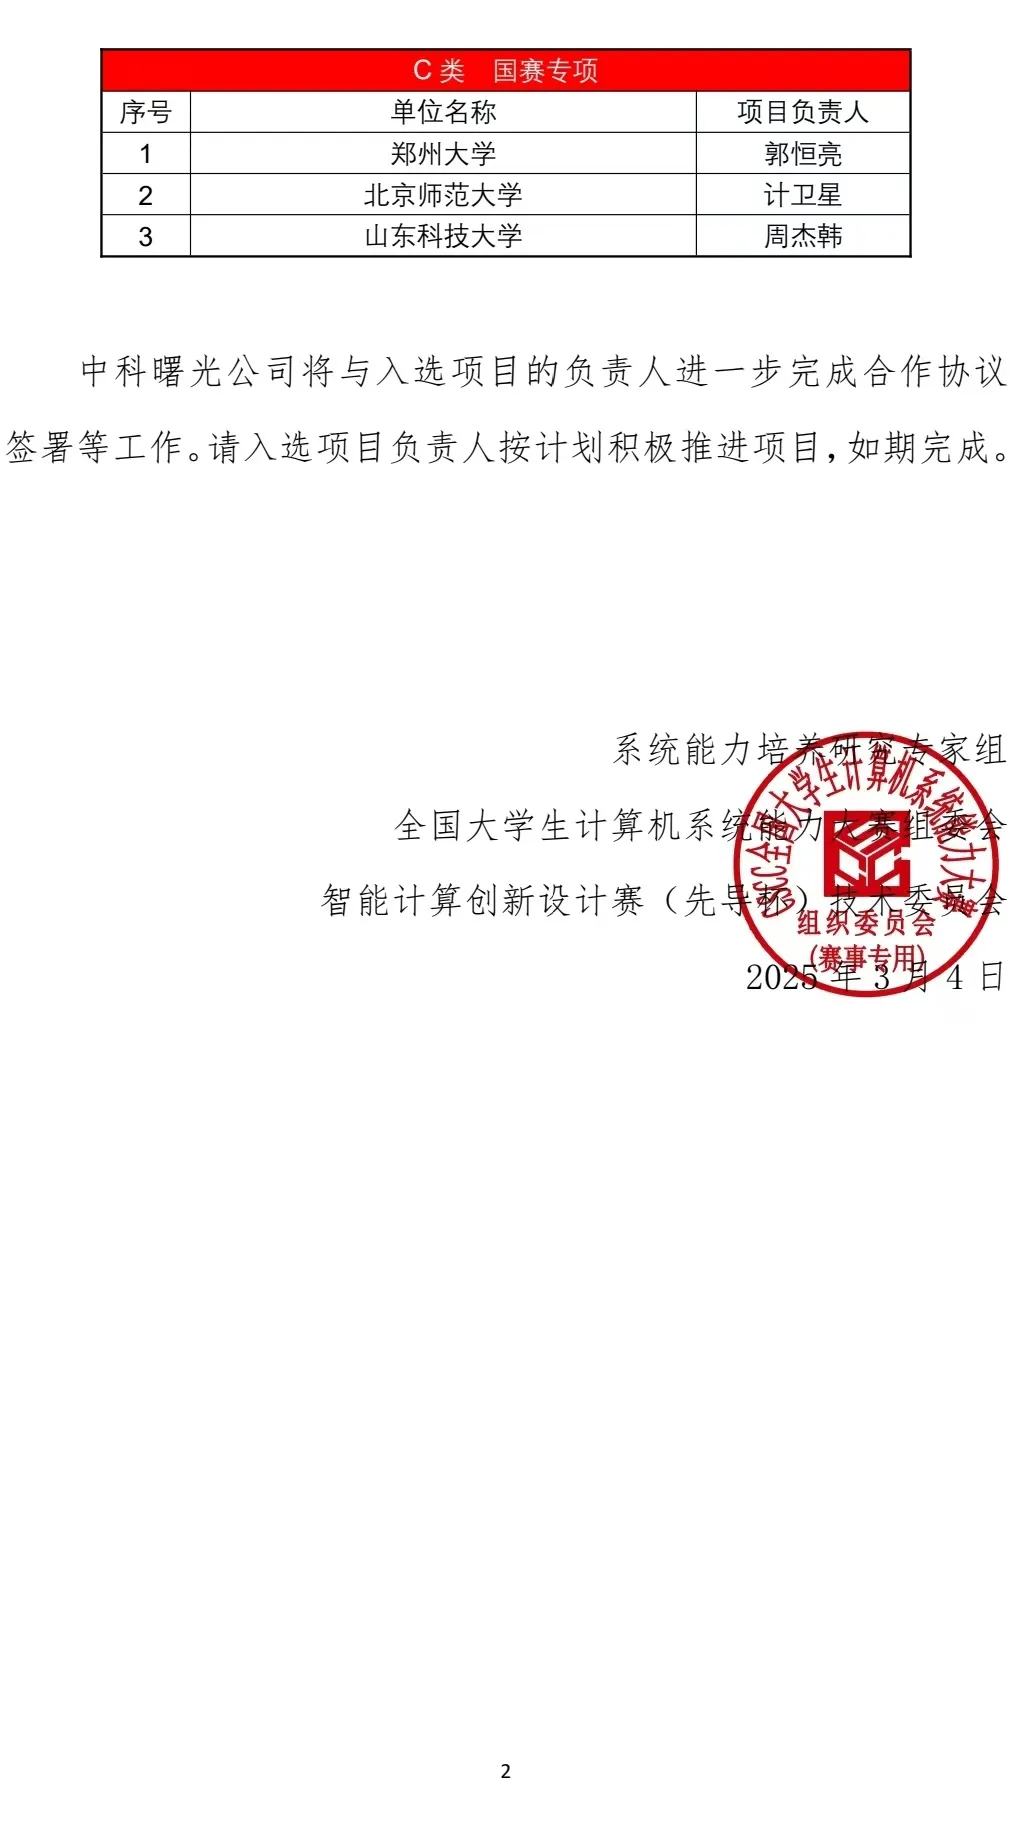 C 类 国赛专项
序号 单位名称 项目负责人
1 郑州大学 郭恒亮
2 北京师范大学 计卫星
3 山东科技大学 周杰韩
中科曙光公司将与入选项目的负责人进一步完成合作协议
签署等工作。请入选项目负责人按计划积极推进项目，如期完成。
系统能力培养研究专家组
全国大学生计算机系统能力大赛组委会
智能计算创新设计赛（先导杯）技术委员会
2025 年 3 月 4 日
CSCC全国大学生计算机系统能力大赛
组织委员会
(赛事专用)
2